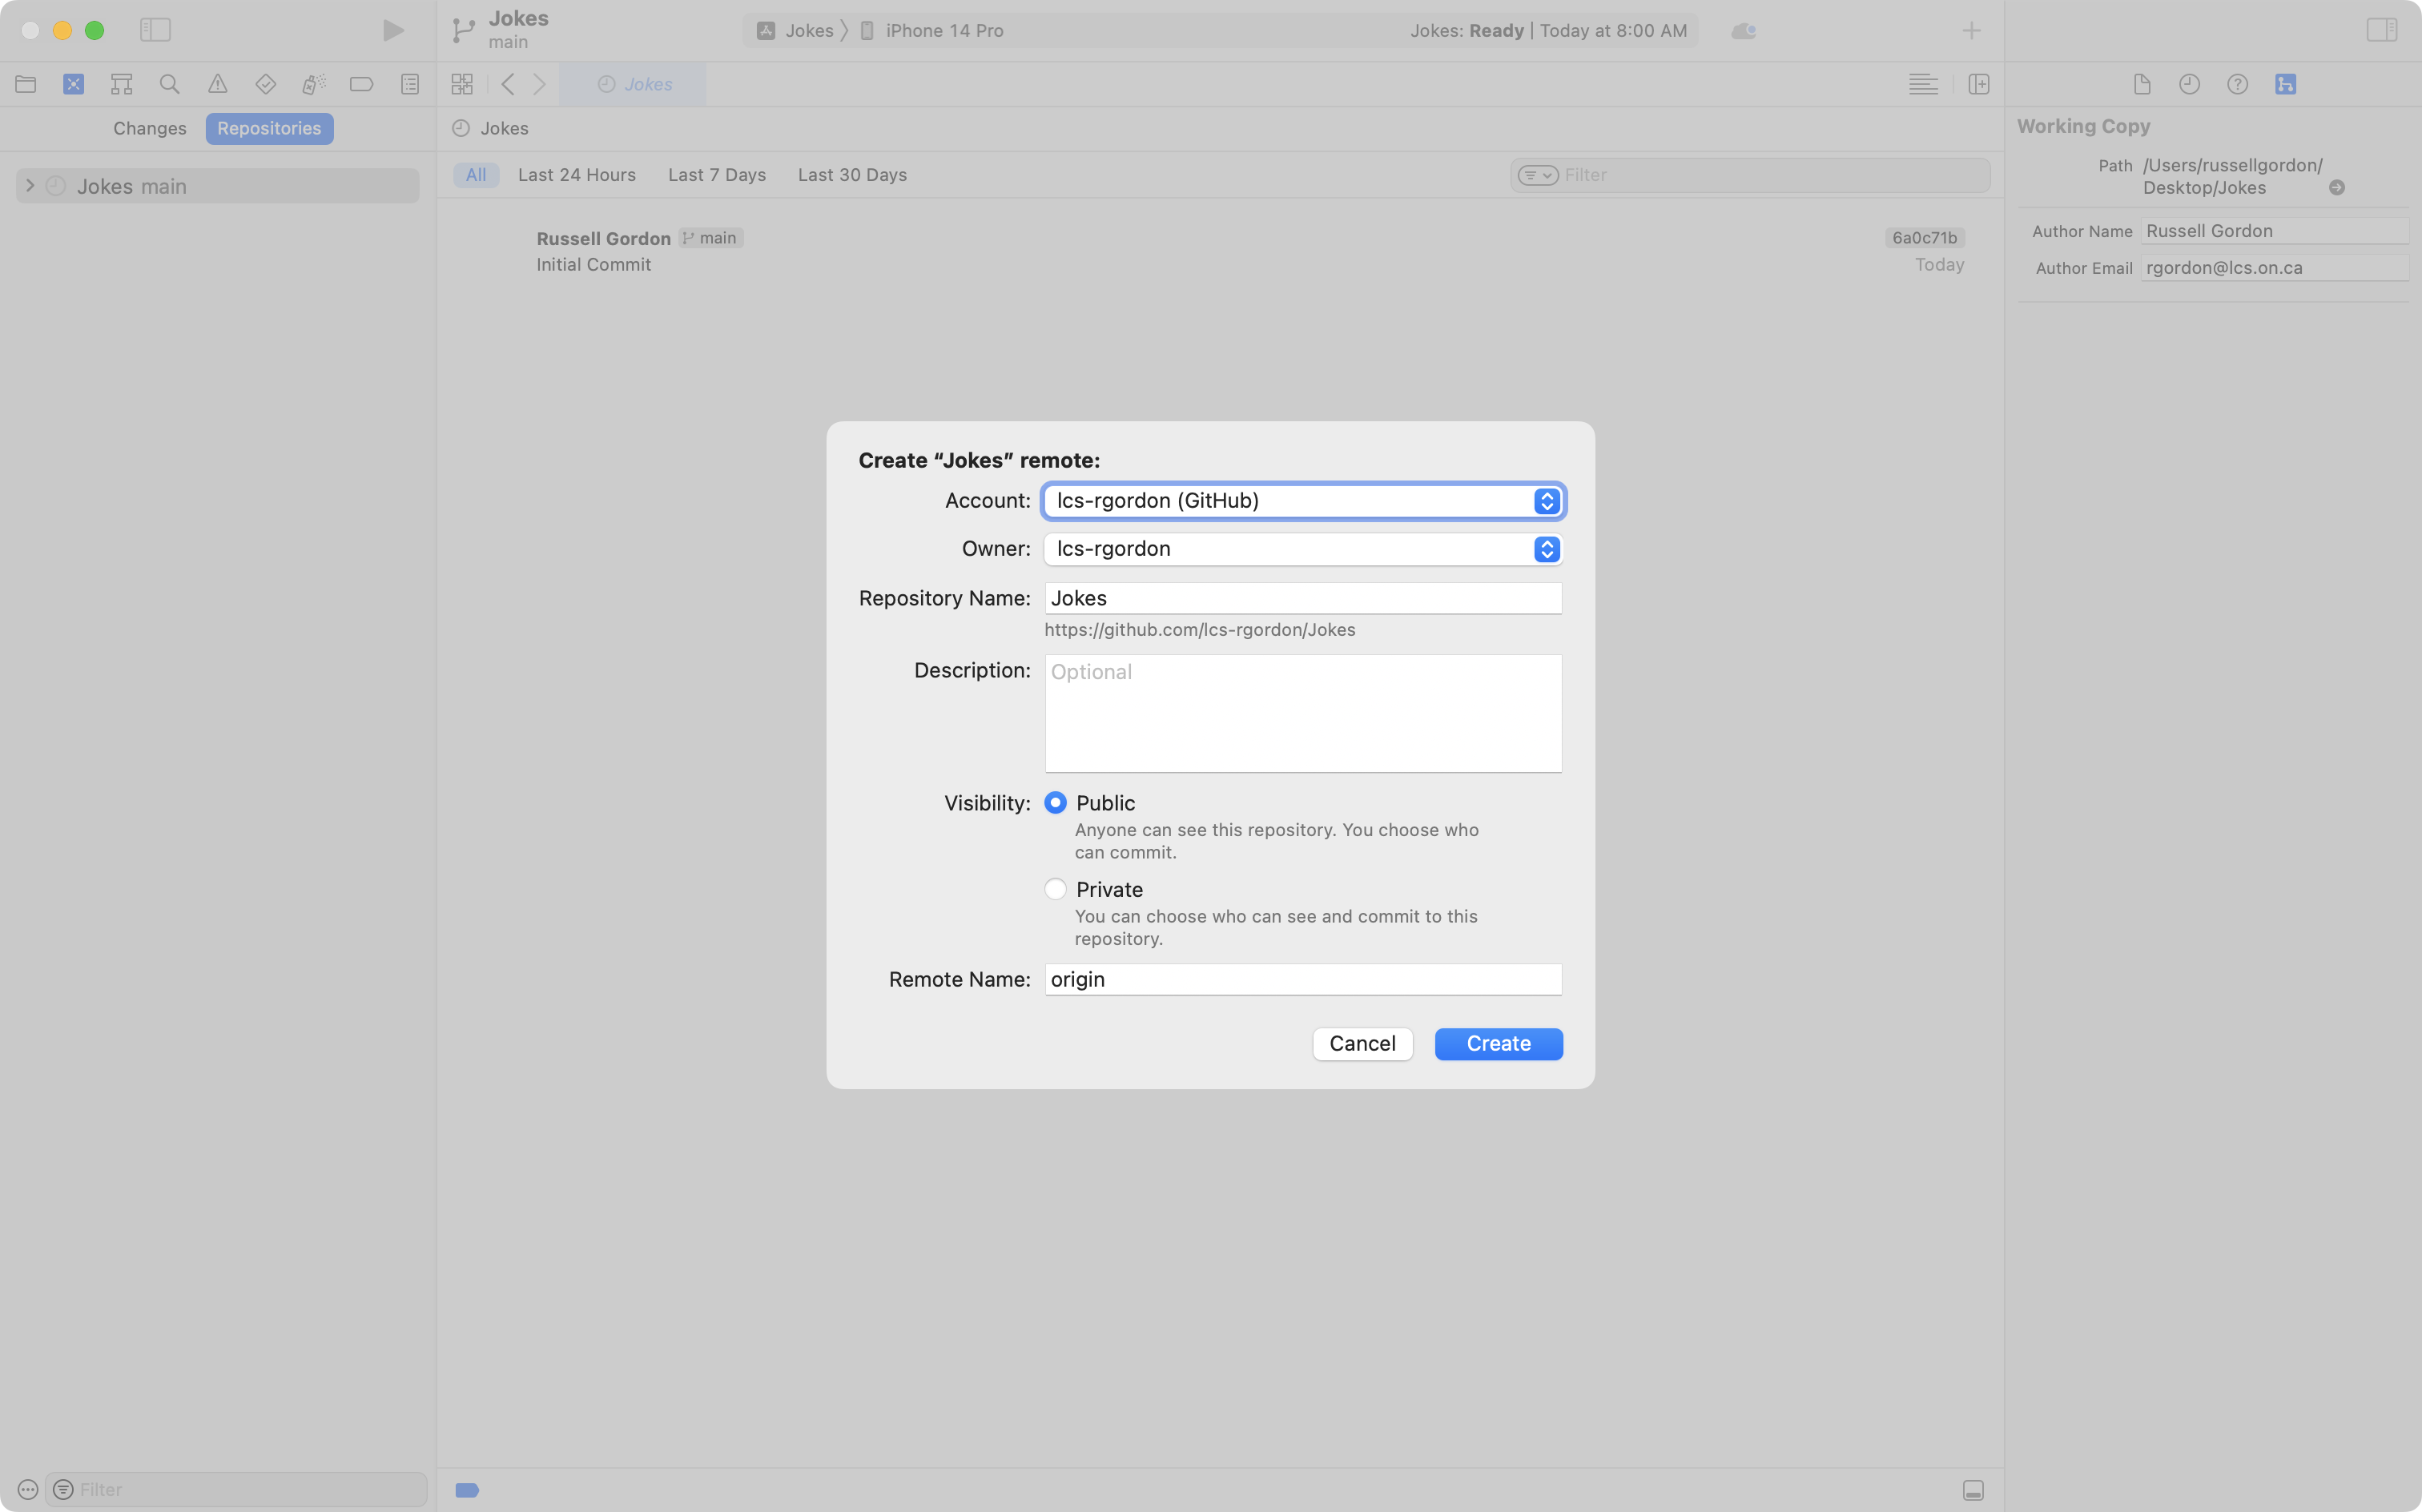 Jokes
main
Jokes
iPhone 14 Pro
Jokes: Ready | Today at 8:00 AM
Jokes
Changes
Repositories
Jokes
Working Copy
Jokes main
All
Last 24 Hours
Last 7 Days
Last 30 Days
Filter
Path /Users/russellgordon/
Desktop/Jokes
Author Name Russell Gordon
Author Email rgordon@lcs.on.ca
Russell Gordon main
6a0c71b
Initial Commit
Today
Create “Jokes” remote:
Account: lcs-rgordon (GitHub)
Owner: lcs-rgordon
Repository Name: Jokes
https://github.com/lcs-rgordon/Jokes
Description: Optional
Visibility: Public
Anyone can see this repository. You choose who
can commit.
Private
You can choose who can see and commit to this
repository.
Remote Name: origin
Cancel
Create
Filter